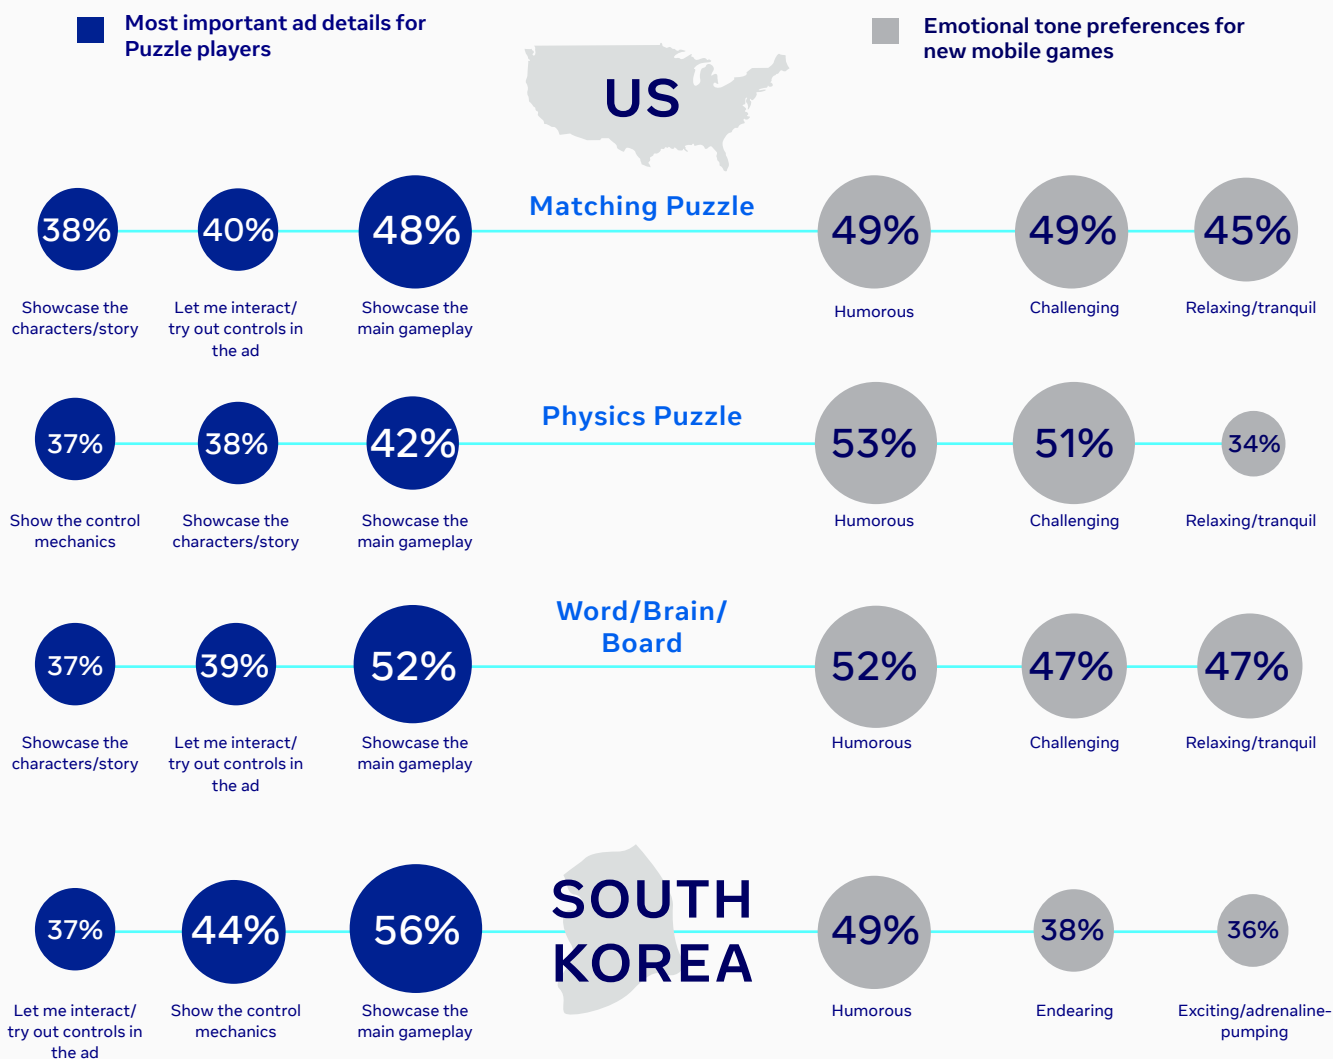 Most important ad details for
Puzzle players
Emotional tone preferences for
new mobile games
US
Matching Puzzle
38%
40%
48%
49%
49%
45%
Showcase the
characters/story
Let me interact/
try out controls in
the ad
Showcase the
main gameplay
Humorous
Challenging
Relaxing/tranquil
Physics Puzzle
37%
38%
42%
53%
51%
34%
Show the control
mechanics
Showcase the
characters/story
Showcase the
main gameplay
Humorous
Challenging
Relaxing/tranquil
Word/Brain/
Board
37%
39%
52%
52%
47%
47%
Showcase the
characters/story
Let me interact/
try out controls in
the ad
Showcase the
main gameplay
Humorous
Challenging
Relaxing/tranquil
SOUTH
KOREA
37%
44%
56%
49%
38%
36%
Let me interact/
try out controls in
the ad
Show the control
mechanics
Showcase the
main gameplay
Humorous
Endearing
Exciting/adrenaline-
pumping